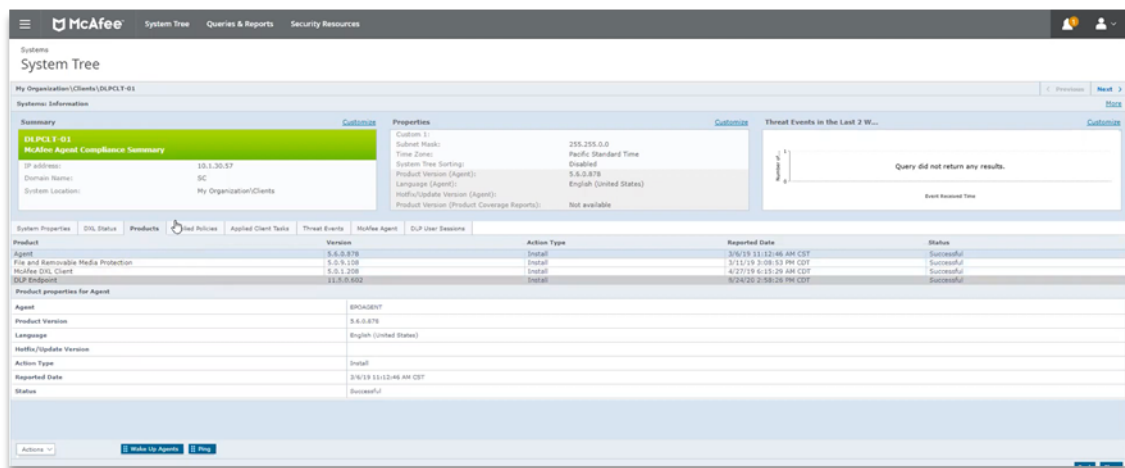 McAfee System Tree Queries & Reports Security Resources 1
Systems
System Tree
My Organization\Clients\DLPCLT-01 Previous Next
Systems: Information More
Summary Customize Properties Customize Threat Events in the Last 2 W... Customize
DLPCLT-01
McAfee Agent Compliance Summary
IP address: 10.1.30.57
Domain Name: SC
System Location: My Organization\Clients
Custom 1:
Subnet Mask: 255.255.0.0
Time Zone: Pacific Standard Time
System Tree Sorting: Disabled
Product Version (Agent): 5.6.0.878
Language (Agent): English (United States)
Hotfix/Update Version (Agent):
Product Version (Product Coverage Reports): Not available
Number of...
1
0
Query did not return any results.
Event Received Time
System Properties DXL Status Products Policies Applied Client Tasks Threat Events McAfee Agent DLP User Sessions
Product Version Action Type Reported Date Status
Agent 5.6.0.878 Install 3/6/19 11:12:46 AM CST Successful
File and Removable Media Protection 5.0.9.108 Install 3/11/19 3:08:53 PM CDT Successful
McAfee DXL Client 5.0.1.208 Install 4/27/19 6:15:29 AM CDT Successful
DLP Endpoint 11.5.0.602 Install 9/24/20 2:58:26 PM CDT Successful
Product properties for Agent
Agent EPOAGENT
Product Version 5.6.0.878
Language English (United States)
Hotfix/Update Version
Action Type Install
Reported Date 3/6/19 11:12:46 AM CST
Status Successful
Actions Wake Up Agents Ping